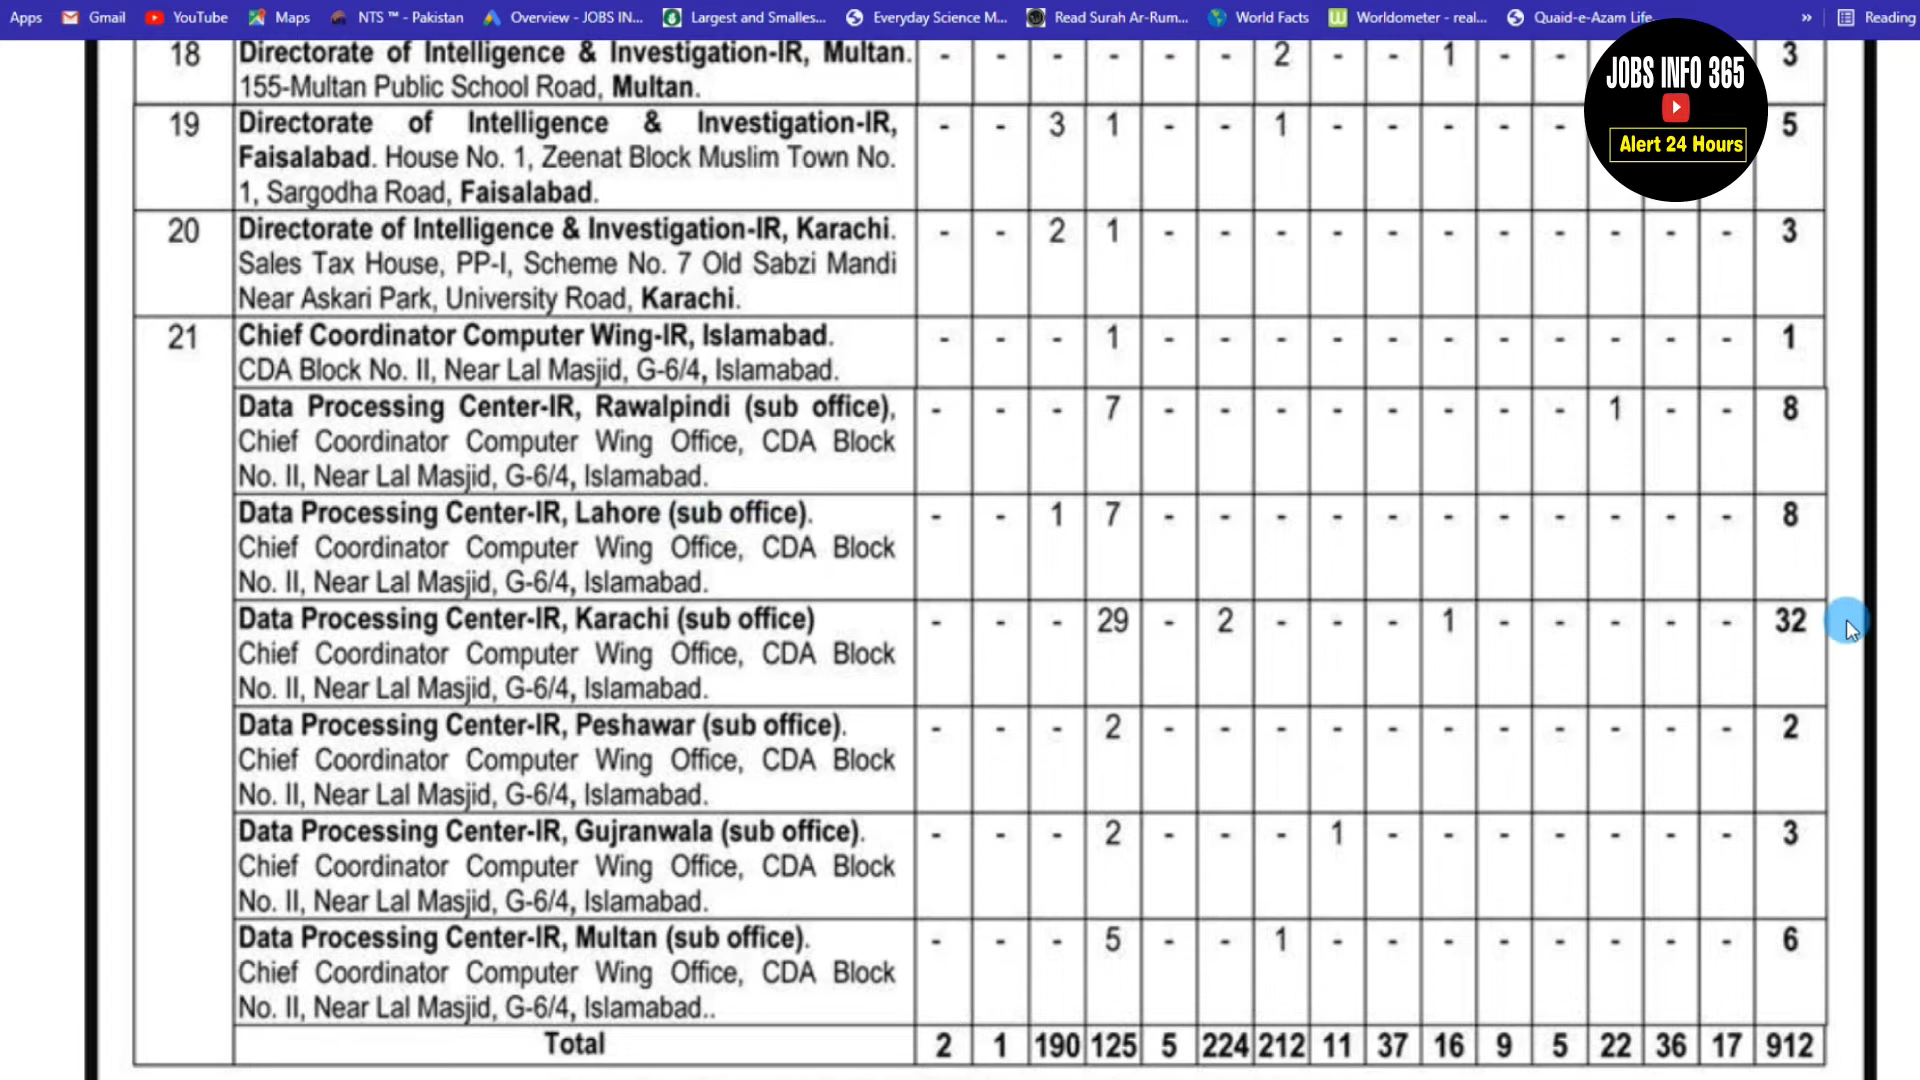 Apps Gmail YouTube Maps NTS ™ - Pakistan Overview - JOBS IN... Largest and Smalles... Everyday Science M... Read Surah Ar-Rum... World Facts Worldometer - real... Quaid-e-Azam Life » Reading
JOBS INFO 365
Alert 24 Hours
18 Directorate of Intelligence & Investigation-IR, Multan. - - - - - - 2 - - 1 - - 3
155-Multan Public School Road, Multan.
19 Directorate of Intelligence & Investigation-IR, - - 3 1 - - 1 - - - - - 5
Faisalabad. House No. 1, Zeenat Block Muslim Town No.
1, Sargodha Road, Faisalabad.
20 Directorate of Intelligence & Investigation-IR, Karachi. - - 2 1 - - - - - - - - - - - 3
Sales Tax House, PP-I, Scheme No. 7 Old Sabzi Mandi
Near Askari Park, University Road, Karachi.
21 Chief Coordinator Computer Wing-IR, Islamabad. - - - 1 - - - - - - - - - - - 1
CDA Block No. II, Near Lal Masjid, G-6/4, Islamabad.
Data Processing Center-IR, Rawalpindi (sub office), - - - 7 - - - - - - - - 1 - - 8
Chief Coordinator Computer Wing Office, CDA Block
No. II, Near Lal Masjid, G-6/4, Islamabad.
Data Processing Center-IR, Lahore (sub office). - - 1 7 - - - - - - - - - - - 8
Chief Coordinator Computer Wing Office, CDA Block
No. II, Near Lal Masjid, G-6/4, Islamabad.
Data Processing Center-IR, Karachi (sub office) - - - 29 - 2 - - - 1 - - - - - 32
Chief Coordinator Computer Wing Office, CDA Block
No. II, Near Lal Masjid, G-6/4, Islamabad.
Data Processing Center-IR, Peshawar (sub office). - - - 2 - - - - - - - - - - - 2
Chief Coordinator Computer Wing Office, CDA Block
No. II, Near Lal Masjid, G-6/4, Islamabad.
Data Processing Center-IR, Gujranwala (sub office). - - - 2 - - - 1 - - - - - - - 3
Chief Coordinator Computer Wing Office, CDA Block
No. II, Near Lal Masjid, G-6/4, Islamabad.
Data Processing Center-IR, Multan (sub office). - - - 5 - - 1 - - - - - - - - 6
Chief Coordinator Computer Wing Office, CDA Block
No. II, Near Lal Masjid, G-6/4, Islamabad..
Total 2 1 190 125 5 224 212 11 37 16 9 5 22 36 17 912